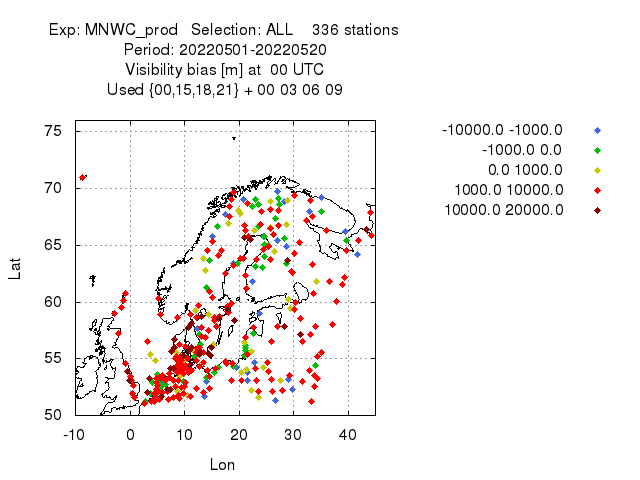 Exp: MNWC_prod   Selection: ALL    336 stations
Period: 20220501-20220520
Visibility bias [m] at  00 UTC
Used {00,15,18,21} + 00 03 06 09
-10000.0 -1000.0
-1000.0 0.0
0.0 1000.0
1000.0 10000.0
10000.0 20000.0
75
70
65
60
55
50
Lat
-10 0 10 20 30 40
Lon